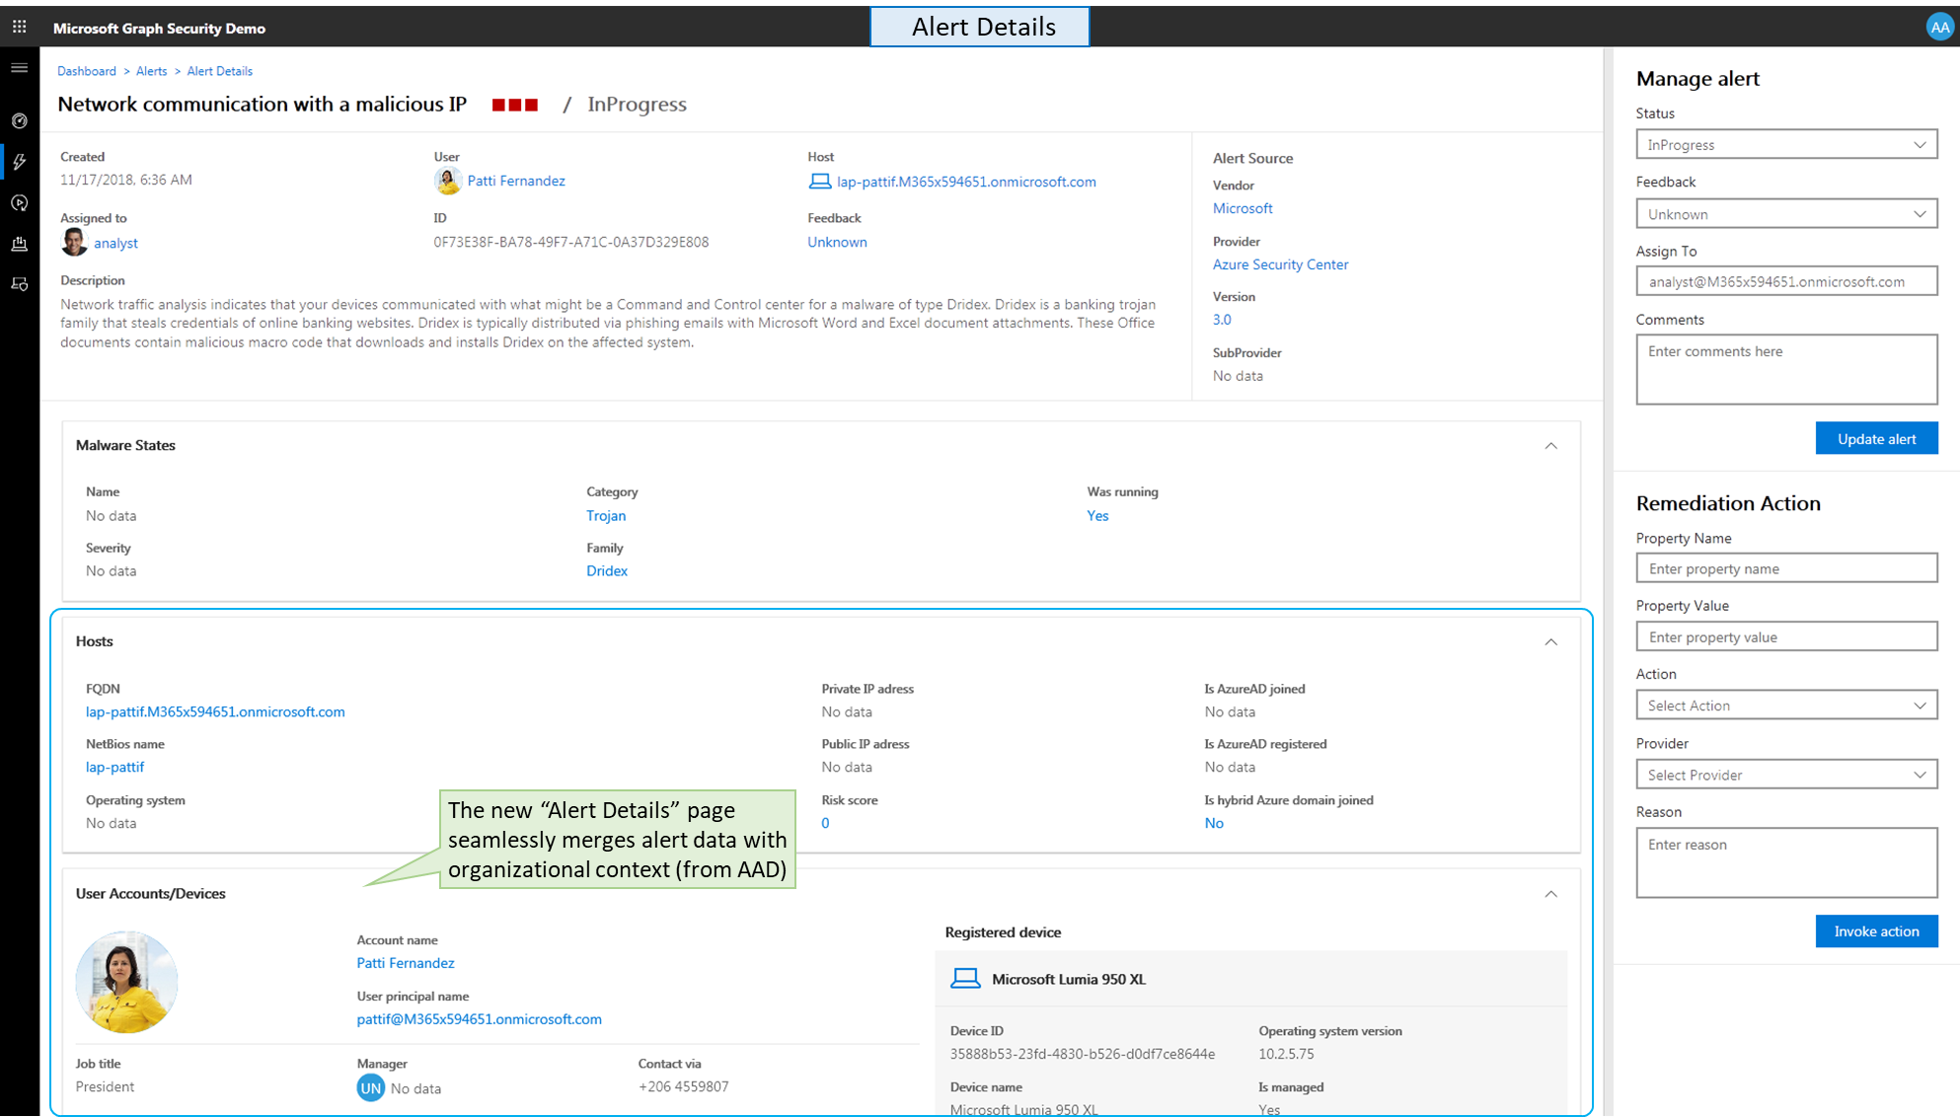 Microsoft Graph Security Demo
Alert Details
AA
Dashboard > Alerts > Alert Details
Network communication with a malicious IP / InProgress
Created
11/17/2018, 6:36 AM
User
Patti Fernandez
Host
lap-pattif.M365x594651.onmicrosoft.com
Assigned to
analyst
ID
0F73E38F-BA78-49F7-A71C-0A37D329E808
Feedback
Unknown
Description
Network traffic analysis indicates that your devices communicated with what might be a Command and Control center for a malware of type Dridex. Dridex is a banking trojan
family that steals credentials of online banking websites. Dridex is typically distributed via phishing emails with Microsoft Word and Excel document attachments. These Office
documents contain malicious macro code that downloads and installs Dridex on the affected system.
Alert Source
Vendor
Microsoft
Provider
Azure Security Center
Version
3.0
SubProvider
No data
Malware States
Name
No data
Category
Trojan
Was running
Yes
Severity
No data
Family
Dridex
Hosts
FQDN
lap-pattif.M365x594651.onmicrosoft.com
Private IP adress
No data
Is AzureAD joined
No data
NetBios name
lap-pattif
Public IP adress
No data
Is AzureAD registered
No data
Operating system
No data
Risk score
0
Is hybrid Azure domain joined
No
The new “Alert Details” page
seamlessly merges alert data with
organizational context (from AAD)
User Accounts/Devices
Account name
Patti Fernandez
User principal name
pattif@M365x594651.onmicrosoft.com
Job title
President
Manager
UN No data
Contact via
+206 4559807
Registered device
Microsoft Lumia 950 XL
Device ID
35888b53-23fd-4830-b526-d0df7ce8644e
Operating system version
10.2.5.75
Device name
Microsoft Lumia 950 XL
Is managed
Yes
Manage alert
Status
InProgress
Feedback
Unknown
Assign To
analyst@M365x594651.onmicrosoft.com
Comments
Enter comments here
Update alert
Remediation Action
Property Name
Enter property name
Property Value
Enter property value
Action
Select Action
Provider
Select Provider
Reason
Enter reason
Invoke action